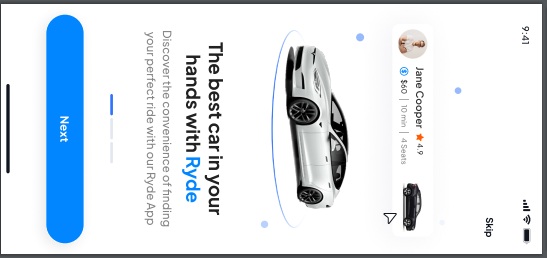 9:41
Skip
Jane Cooper 4.9
$60 | 10 min | 4 Seats
The best car in your
hands with Ryde
Discover the convenience of finding
your perfect ride with our Ryde App
Next